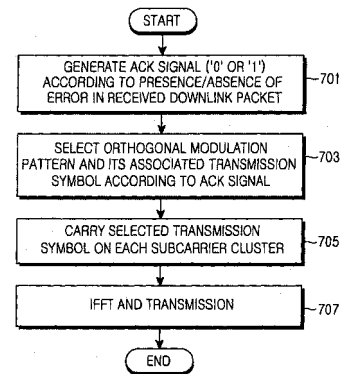 START
GENERATE ACK SIGNAL ('0' OR '1')
ACCORDING TO PRESENCE/ABSENCE OF
ERROR IN RECEIVED DOWNLINK PACKET
701
SELECT ORTHOGONAL MODULATION
PATTERN AND ITS ASSOCIATED TRANSMISSION
SYMBOL ACCORDING TO ACK SIGNAL
703
CARRY SELECTED TRANSMISSION
SYMBOL ON EACH SUBCARRIER CLUSTER
705
IFFT AND TRANSMISSION
707
END